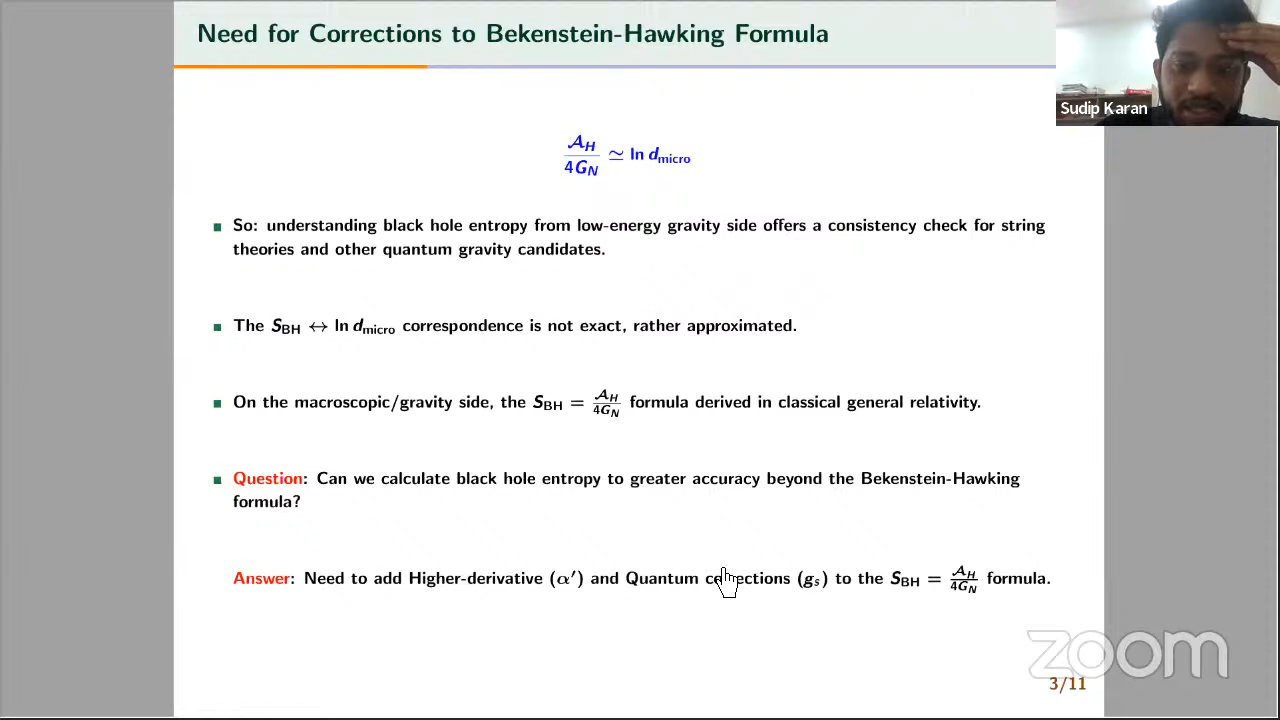 Need for Corrections to Bekenstein-Hawking Formula
Sudip Karan
𝒜_H / 4G_N ≃ ln d_micro
So: understanding black hole entropy from low-energy gravity side offers a consistency check for string
theories and other quantum gravity candidates.
The S_BH ↔ ln d_micro correspondence is not exact, rather approximated.
On the macroscopic/gravity side, the S_BH = 𝒜_H / 4G_N formula derived in classical general relativity.
Question: Can we calculate black hole entropy to greater accuracy beyond the Bekenstein-Hawking
formula?
Answer: Need to add Higher-derivative (α′) and Quantum corrections (g_s) to the S_BH = 𝒜_H / 4G_N formula.
zoom
3/11